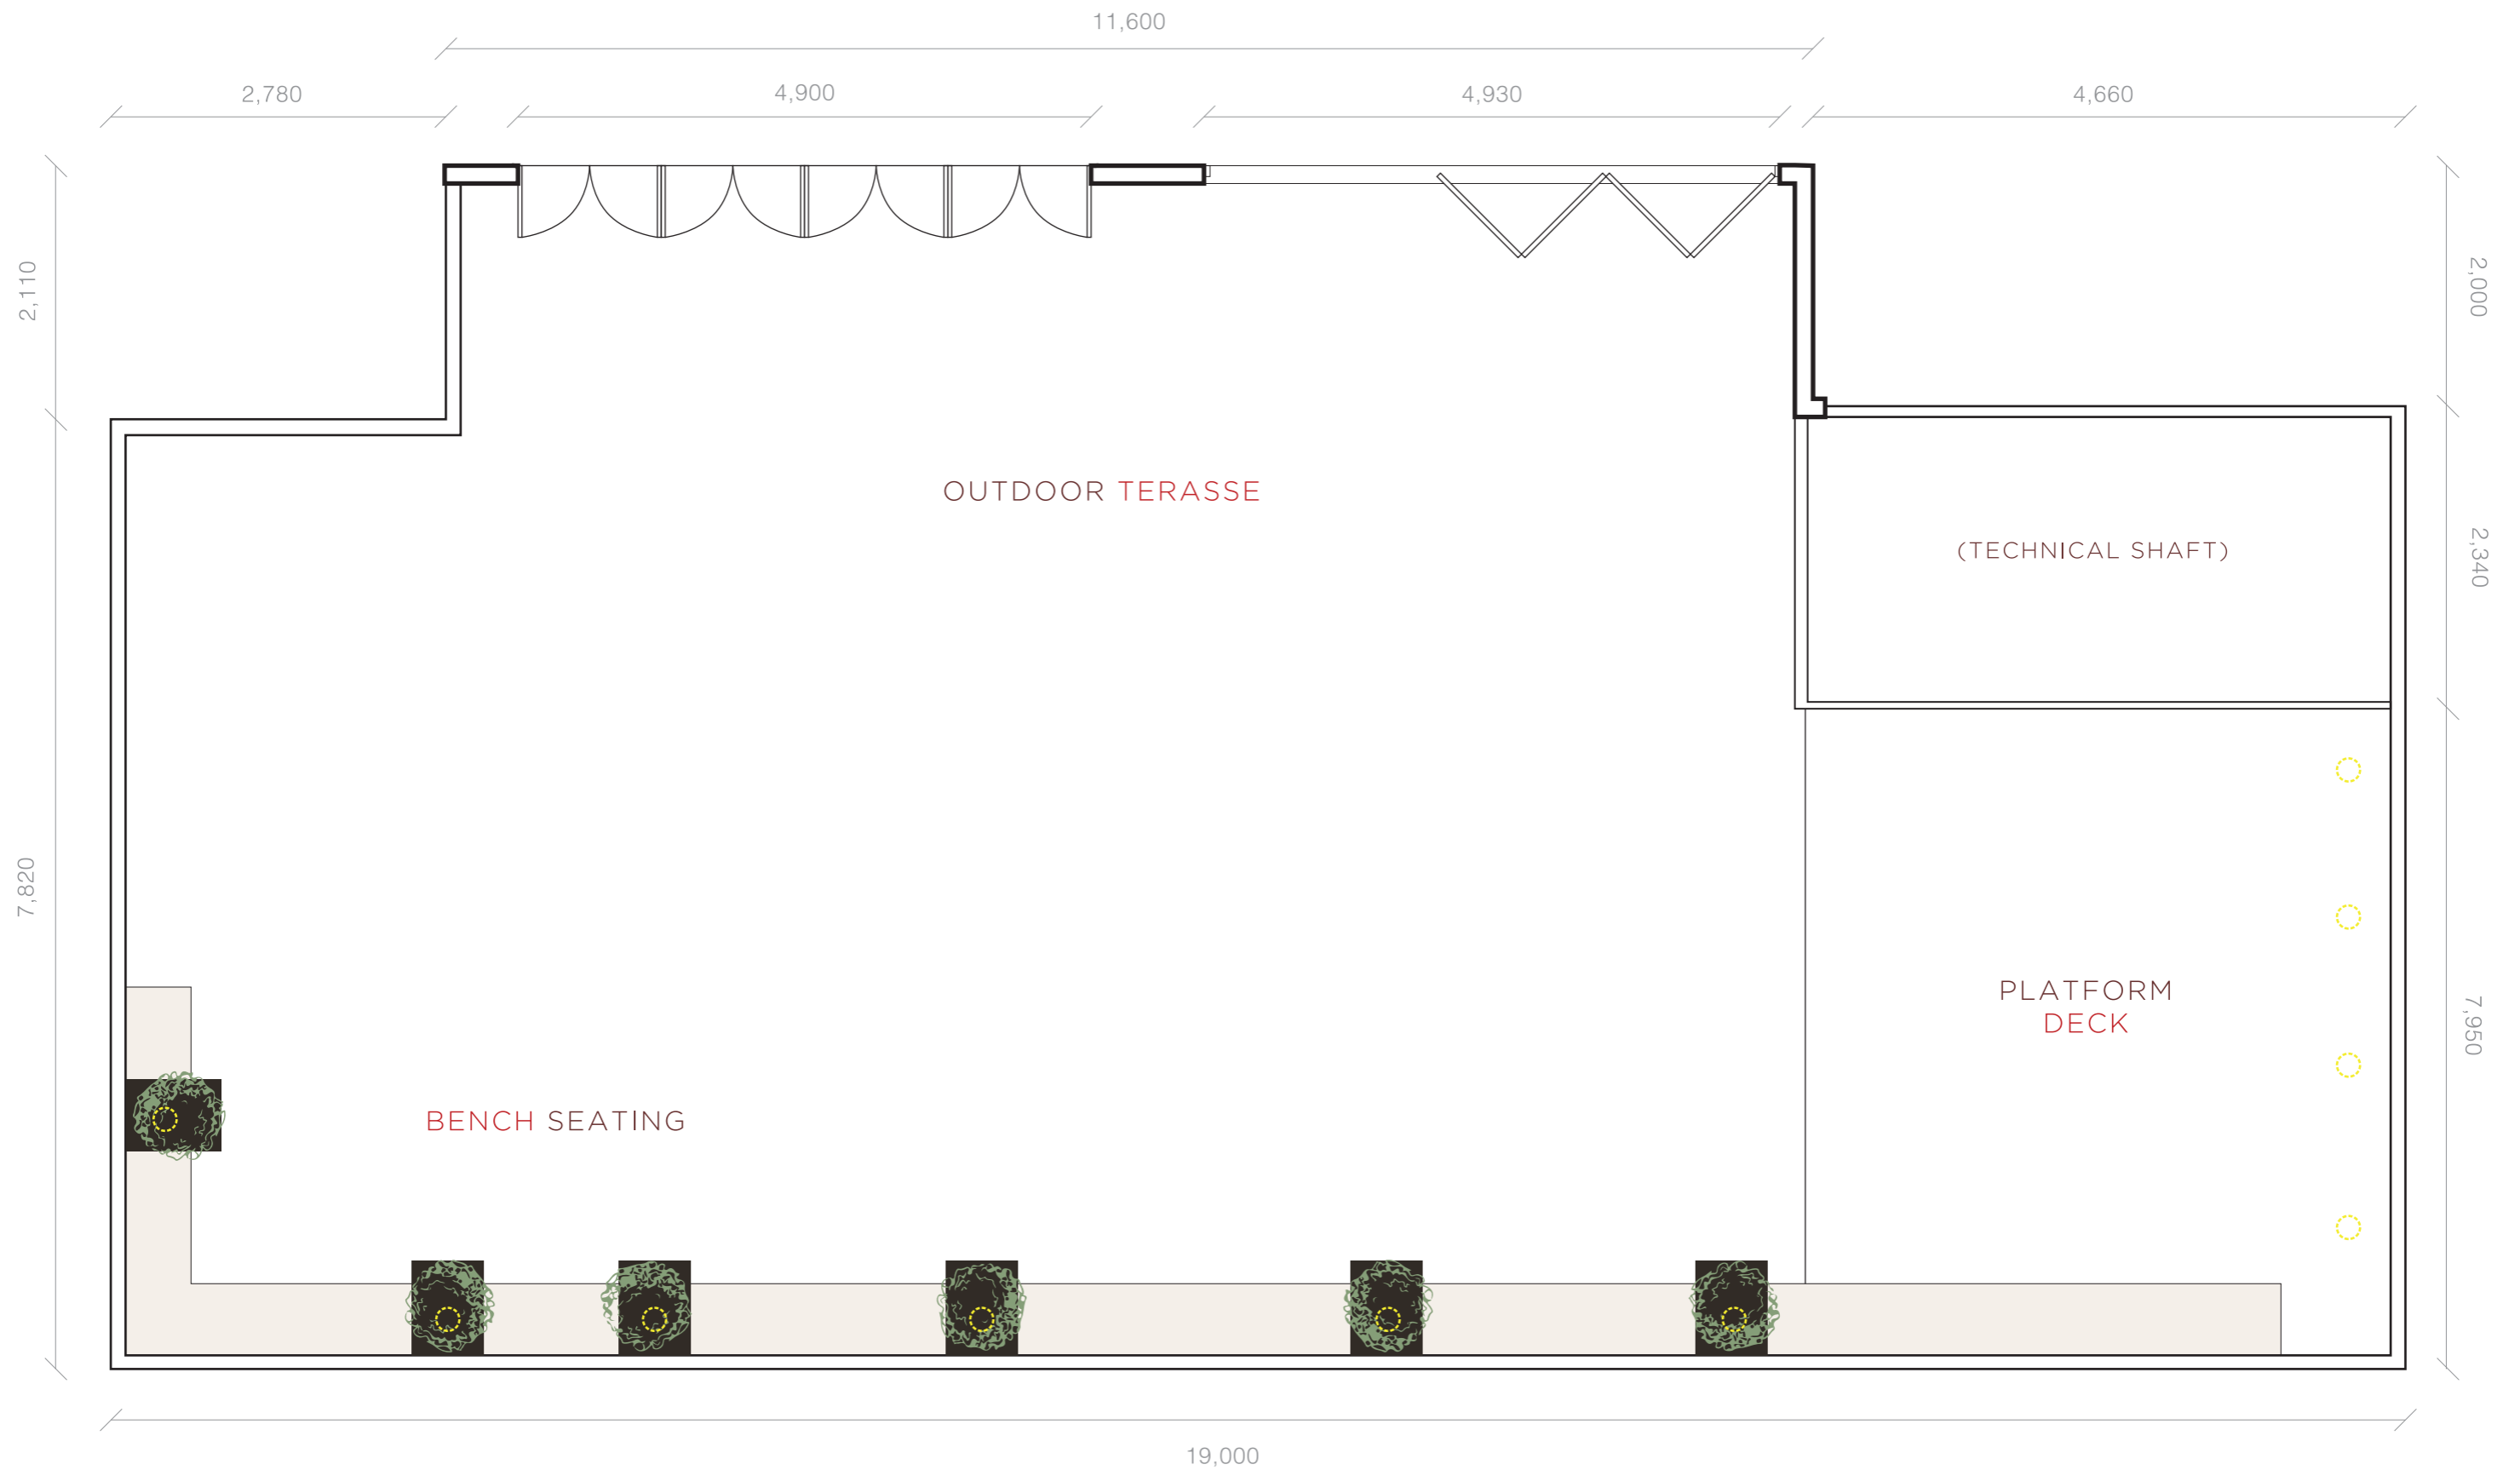 11,600
2,780
4,900
4,930
4,660
2,110
2,000
OUTDOOR TERASSE
(TECHNICAL SHAFT)
2,340
7,820
PLATFORM
DECK
7,950
BENCH SEATING
19,000